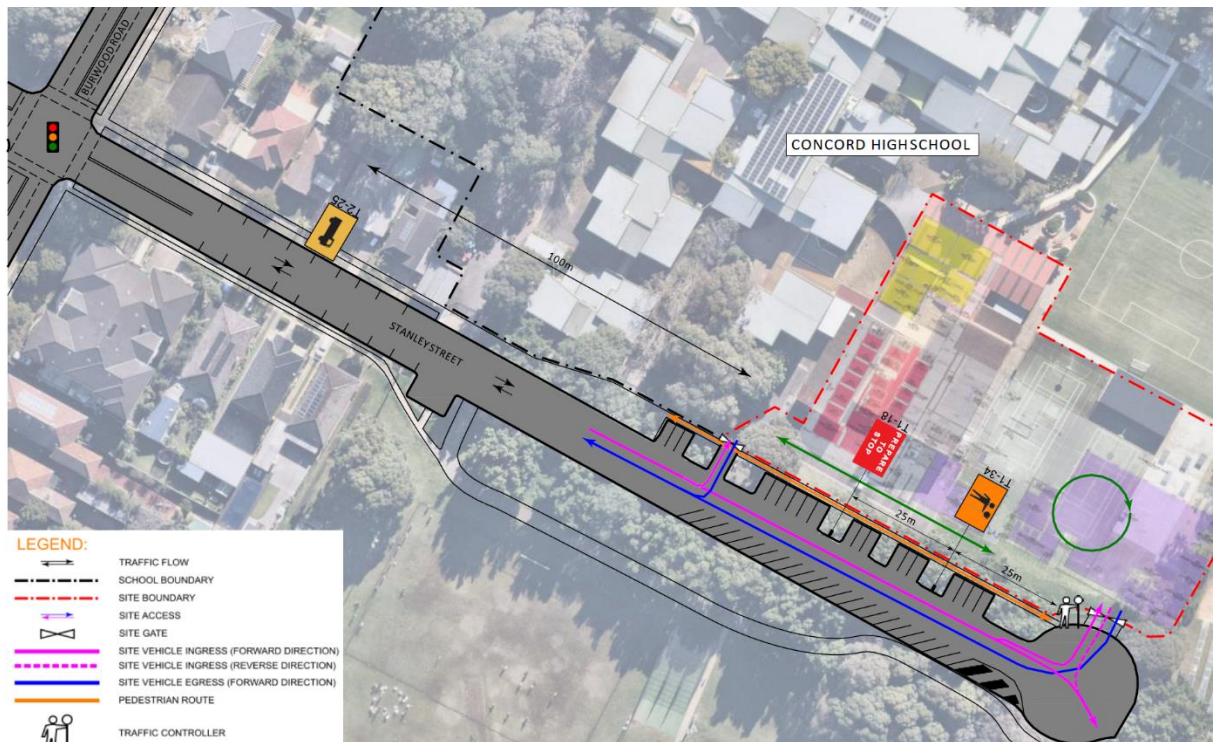 BURWOOD ROAD
T2-25
CONCORD HIGH SCHOOL
100m
STANLEY STREET
T1-18
PREPARE
TO
STOP
T1-34
25m
25m
LEGEND:
TRAFFIC FLOW
SCHOOL BOUNDARY
SITE BOUNDARY
SITE ACCESS
SITE GATE
SITE VEHICLE INGRESS (FORWARD DIRECTION)
SITE VEHICLE INGRESS (REVERSE DIRECTION)
SITE VEHICLE EGRESS (FORWARD DIRECTION)
PEDESTRIAN ROUTE
TRAFFIC CONTROLLER